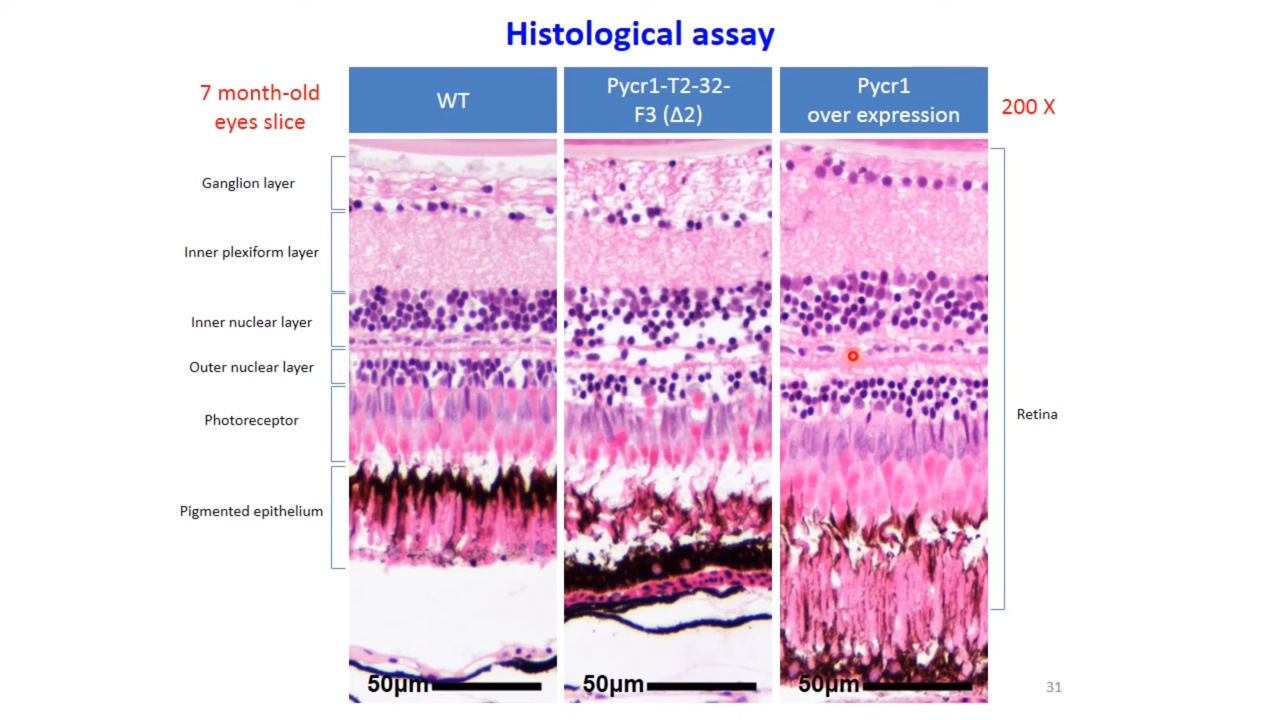 Histological assay
7 month-old
eyes slice
WT
Pycr1-T2-32-
F3 (Δ2)
Pycr1
over expression
200 X
Ganglion layer
Inner plexiform layer
Inner nuclear layer
Outer nuclear layer
Photoreceptor
Pigmented epithelium
Retina
50μm
50μm
50μm
31